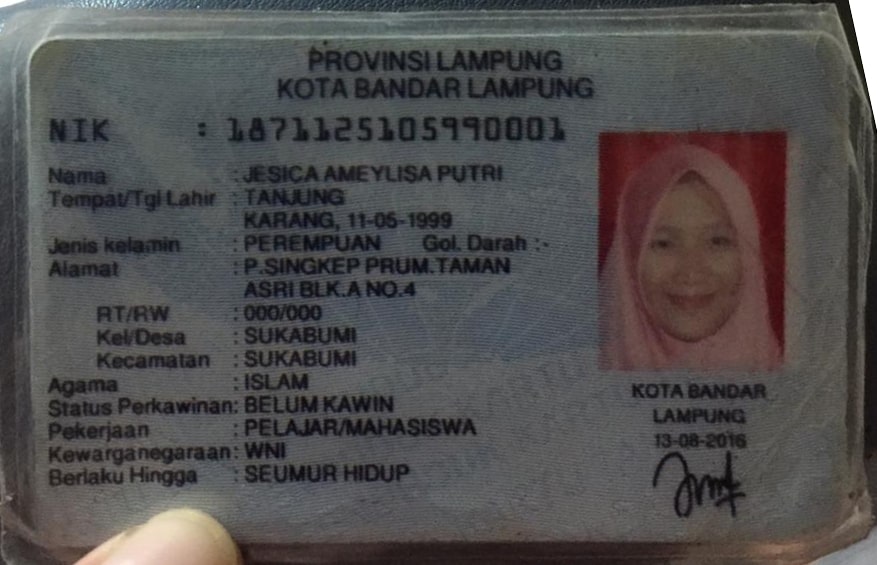 PROVINSI LAMPUNG
KOTA BANDAR LAMPUNG
NIK : 1871125105990001
Nama : JESICA AMEYLISA PUTRI
Tempat/Tgl Lahir : TANJUNG
KARANG, 11-05-1999
Jenis kelamin : PEREMPUAN Gol. Darah :-
Alamat : P.SINGKEP PRUM.TAMAN
ASRI BLK.A NO.4
RT/RW : 000/000
Kel/Desa : SUKABUMI
Kecamatan : SUKABUMI
Agama : ISLAM
Status Perkawinan: BELUM KAWIN
Pekerjaan : PELAJAR/MAHASISWA
Kewarganegaraan: WNI
Berlaku Hingga : SEUMUR HIDUP
KOTA BANDAR
LAMPUNG
13-08-2016